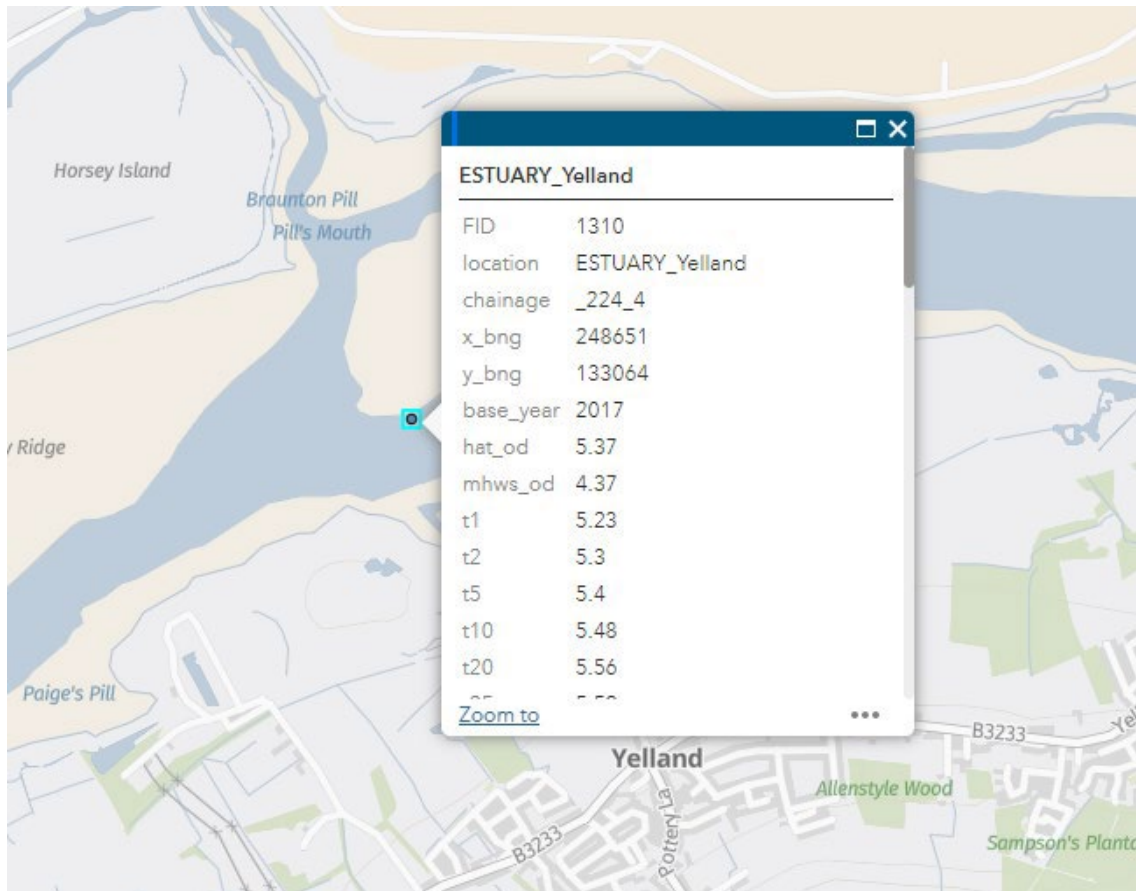 Horsey Island
Braunton Pill
Pill's Mouth
Ridge
Paige's Pill
ESTUARY_Yelland
FID 1310
location ESTUARY_Yelland
chainage _224_4
x_bng 248651
y_bng 133064
base_year 2017
hat_od 5.37
mhws_od 4.37
t1 5.23
t2 5.3
t5 5.4
t10 5.48
t20 5.56
Zoom to
B3233
Yelland
Allenstyle Wood
Pottery La
B3233
Sampson's